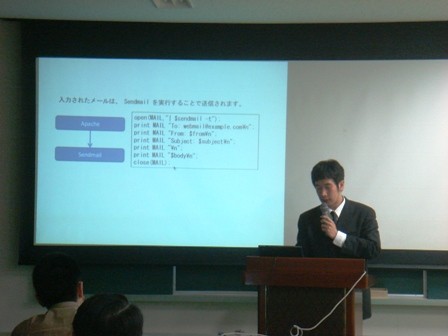 入力されたメールは、 Sendmail を実行することで送信されます。
Apache
Sendmail
open(MAIL,"| $sendmail -t");
print MAIL "To: webmail@example.com¥n";
print MAIL "From: $from¥n";
print MAIL "Subject: $subject¥n";
print MAIL "¥n";
print MAIL "$body¥n";
close(MAIL);